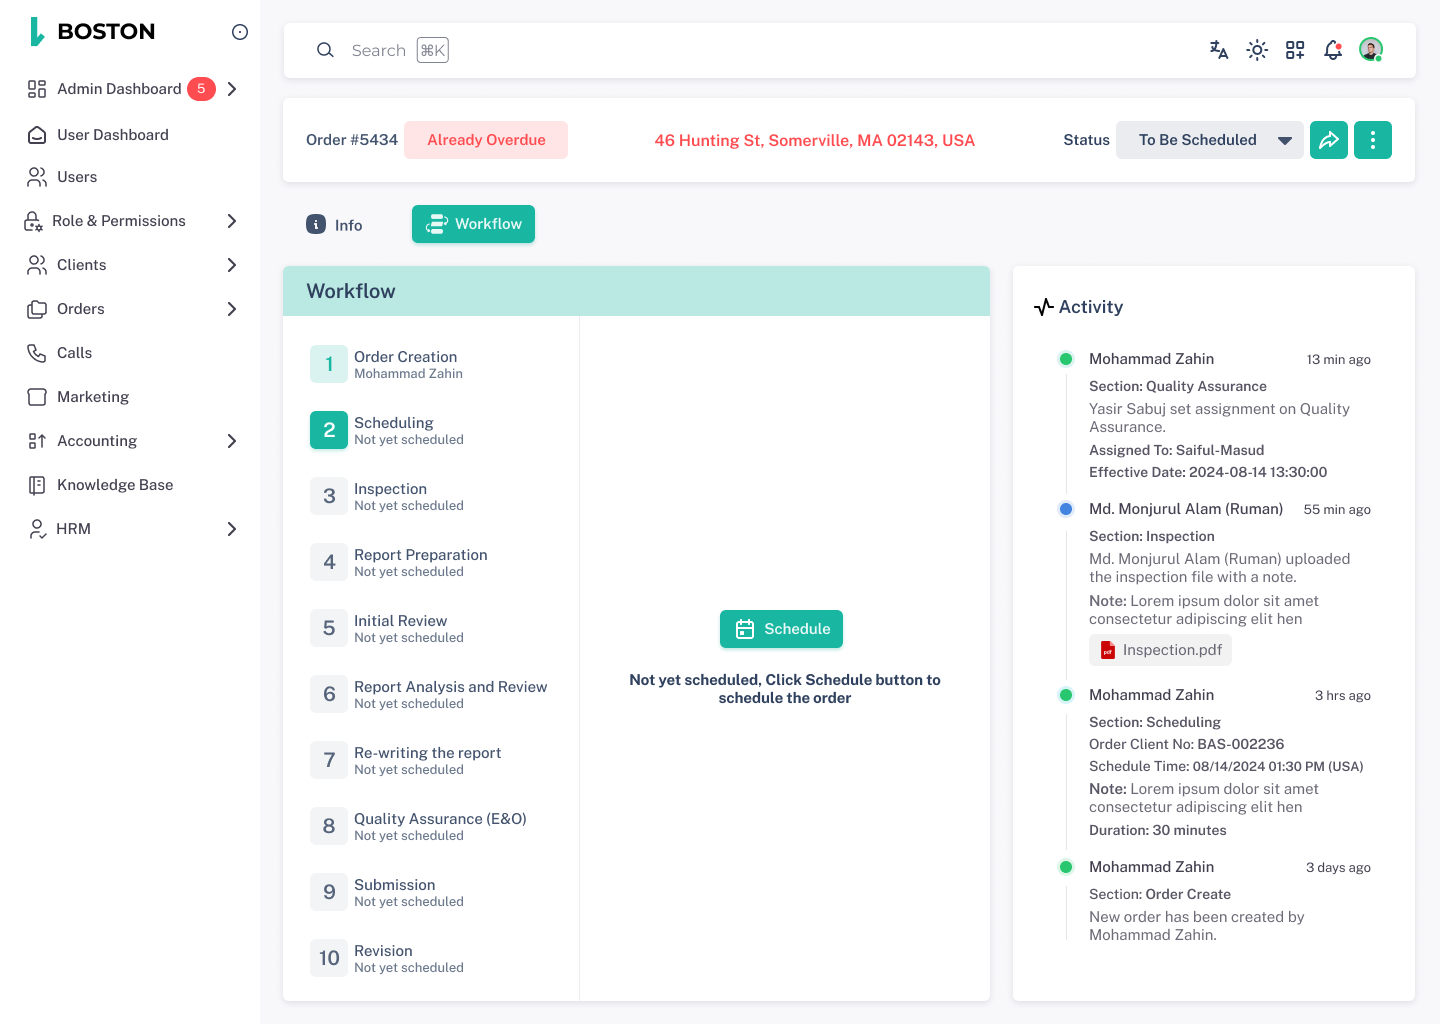 BOSTON
Admin Dashboard 5
User Dashboard
Users
Role & Permissions
Clients
Orders
Calls
Marketing
Accounting
Knowledge Base
HRM
Search ⌘K
Order #5434 Already Overdue 46 Hunting St, Somerville, MA 02143, USA Status To Be Scheduled
Info Workflow
Workflow
1 Order Creation
Mohammad Zahin
2 Scheduling
Not yet scheduled
3 Inspection
Not yet scheduled
4 Report Preparation
Not yet scheduled
5 Initial Review
Not yet scheduled
6 Report Analysis and Review
Not yet scheduled
7 Re-writing the report
Not yet scheduled
8 Quality Assurance (E&O)
Not yet scheduled
9 Submission
Not yet scheduled
10 Revision
Not yet scheduled
Schedule
Not yet scheduled, Click Schedule button to
schedule the order
Activity
Mohammad Zahin 13 min ago
Section: Quality Assurance
Yasir Sabuj set assignment on Quality
Assurance.
Assigned To: Saiful-Masud
Effective Date: 2024-08-14 13:30:00
Md. Monjurul Alam (Ruman) 55 min ago
Section: Inspection
Md. Monjurul Alam (Ruman) uploaded
the inspection file with a note.
Note: Lorem ipsum dolor sit amet
consectetur adipiscing elit hen
pdf Inspection.pdf
Mohammad Zahin 3 hrs ago
Section: Scheduling
Order Client No: BAS-002236
Schedule Time: 08/14/2024 01:30 PM (USA)
Note: Lorem ipsum dolor sit amet
consectetur adipiscing elit hen
Duration: 30 minutes
Mohammad Zahin 3 days ago
Section: Order Create
New order has been created by
Mohammad Zahin.